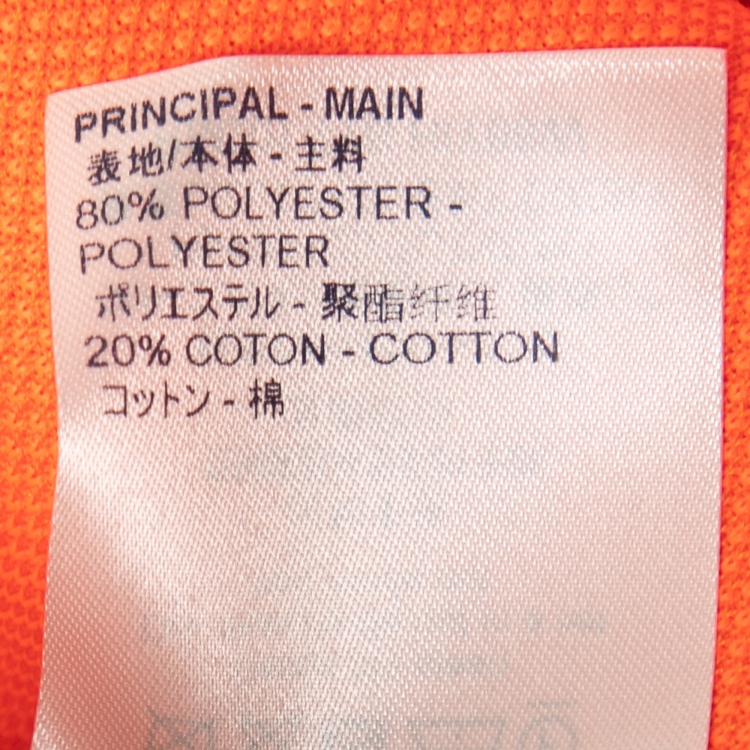 PRINCIPAL - MAIN
表地/本体 - 主料
80% POLYESTER -
POLYESTER
ポリエステル - 聚酯纤维
20% COTON - COTTON
コットン - 棉